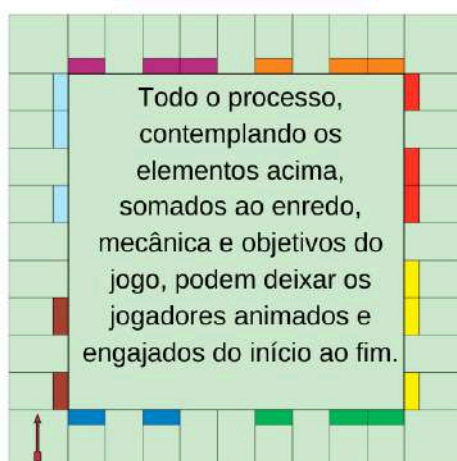 Todo o processo,
contemplando os
elementos acima,
somados ao enredo,
mecânica e objetivos do
jogo, podem deixar os
jogadores animados e
engajados do início ao fim.